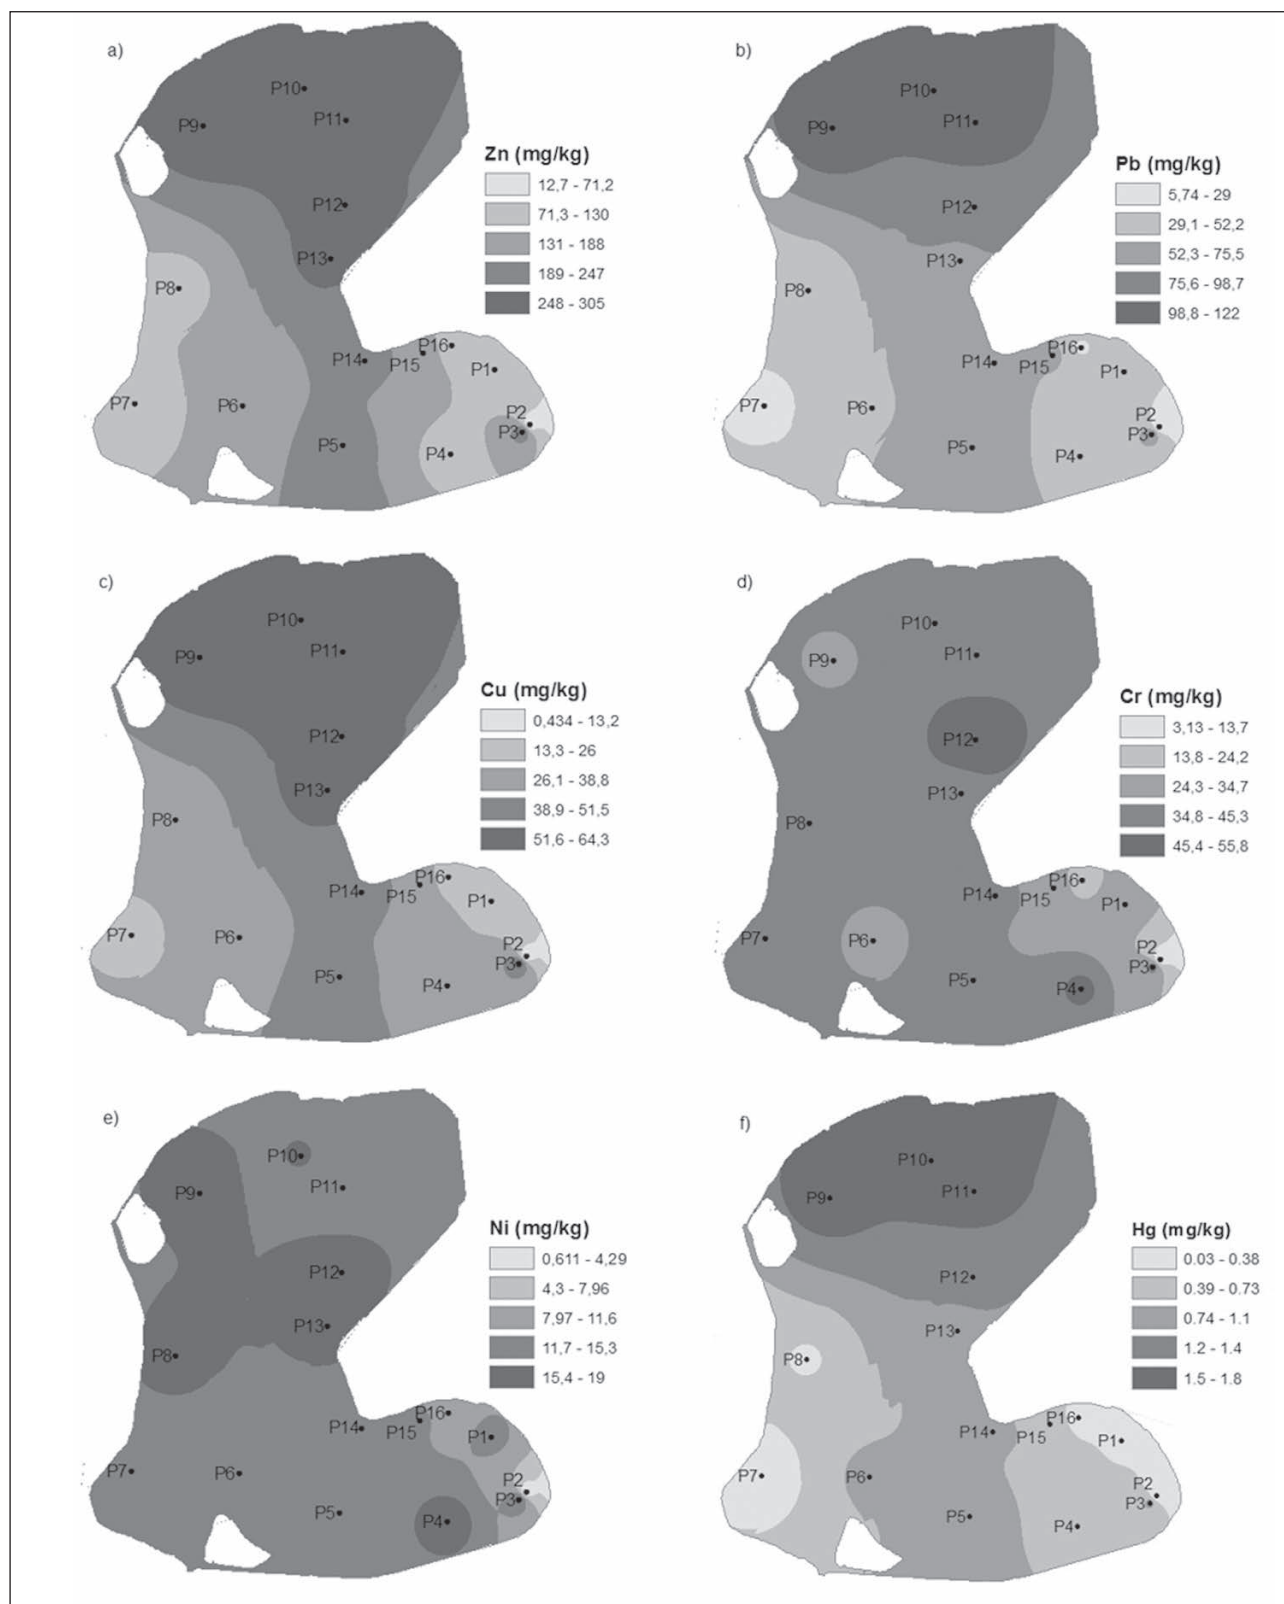 a)
P10
P11
P9
P12
P13
P8
P14
P16
P15
P1
P7
P6
P2
P3
P5
P4
Zn (mg/kg)
12,7 - 71,2
71,3 - 130
131 - 188
189 - 247
248 - 305
b)
P10
P11
P9
P12
P13
P8
P14
P16
P15
P1
P7
P6
P2
P3
P5
P4
Pb (mg/kg)
5,74 - 29
29,1 - 52,2
52,3 - 75,5
75,6 - 98,7
98,8 - 122
c)
P10
P11
P9
P12
P13
P8
P14
P16
P15
P1
P7
P6
P2
P3
P5
P4
Cu (mg/kg)
0,434 - 13,2
13,3 - 26
26,1 - 38,8
38,9 - 51,5
51,6 - 64,3
d)
P10
P11
P9
P12
P13
P8
P14
P16
P15
P1
P7
P6
P2
P3
P5
P4
Cr (mg/kg)
3,13 - 13,7
13,8 - 24,2
24,3 - 34,7
34,8 - 45,3
45,4 - 55,8
e)
P10
P11
P9
P12
P13
P8
P14
P16
P15
P1
P7
P6
P2
P3
P5
P4
Ni (mg/kg)
0,611 - 4,29
4,3 - 7,96
7,97 - 11,6
11,7 - 15,3
15,4 - 19
f)
P10
P11
P9
P12
P13
P8
P14
P16
P15
P1
P7
P6
P2
P3
P5
P4
Hg (mg/kg)
0.03 - 0.38
0.39 - 0.73
0.74 - 1.1
1.2 - 1.4
1.5 - 1.8